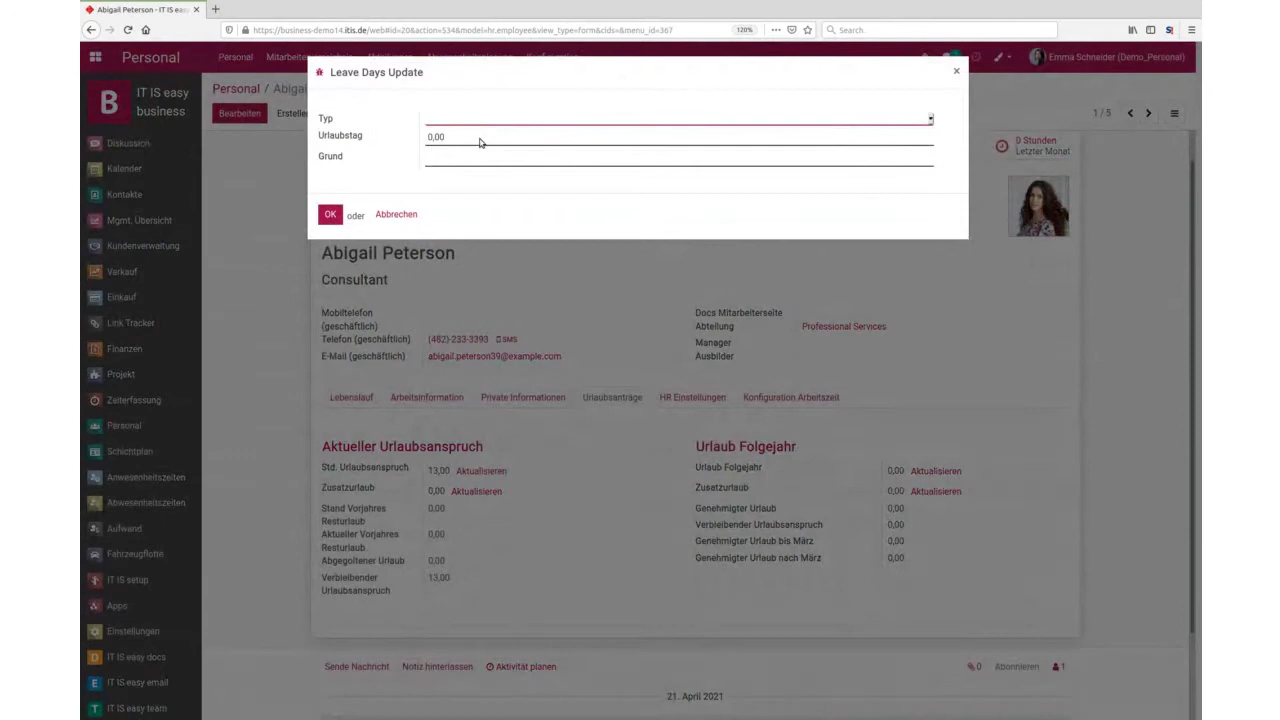 Abigail Peterson - IT IS eas
https://business-demo14.itis.de/web#id=20&action=534&model=hr.employee&view_type=form&cids=&menu_id=367
120%
Search
Personal
Personal
Emma Schneider (Demo_Personal)
Leave Days Update
IT IS easy
business
Personal /
Bearbeiten
1 / 5
Typ
Urlaubstag
0,00
Grund
OK
oder
Abbrechen
0 Stunden
Letzter Monat
Diskussion
Kalender
Kontakte
Mgmt. Übersicht
Kundenverwaltung
Verkauf
Einkauf
Link Tracker
Finanzen
Projekt
Zeiterfassung
Personal
Schichtplan
Anwesenheitszeiten
Abwesenheitszeiten
Aufwand
Fahrzeugflotte
IT IS setup
Apps
Einstellungen
IT IS easy docs
IT IS easy email
IT IS easy team
Abigail Peterson
Consultant
Mobiltelefon
(geschäftlich)
Telefon (geschäftlich)
(482)-233-3393
SMS
E-Mail (geschäftlich)
abigail.peterson39@example.com
Docs Mitarbeiterseite
Abteilung
Professional Services
Manager
Ausbilder
Lebenslauf
Arbeitsinformation
Private Informationen
Urlaubsanträge
HR Einstellungen
Konfiguration Arbeitszeit
Aktueller Urlaubsanspruch
Std. Urlaubsanspruch
13,00
Aktualisieren
Zusatzurlaub
0,00
Aktualisieren
Stand Vorjahres
Resturlaub
0,00
Aktueller Vorjahres
Resturlaub.
0,00
Abgegoltener Urlaub
0,00
Verbleibender
Urlaubsanspruch
13,00
Urlaub Folgejahr
Urlaub Folgejahr
0,00
Aktualisieren
Zusatzurlaub
0,00
Aktualisieren
Genehmigter Urlaub
0,00
Verbleibender Urlaubsanspruch
0,00
Genehmigter Urlaub bis März
0,00
Genehmigter Urlaub nach März
0,00
Sende Nachricht
Notiz hinterlassen
Aktivität planen
0
Abonnieren
1
21. April 2021